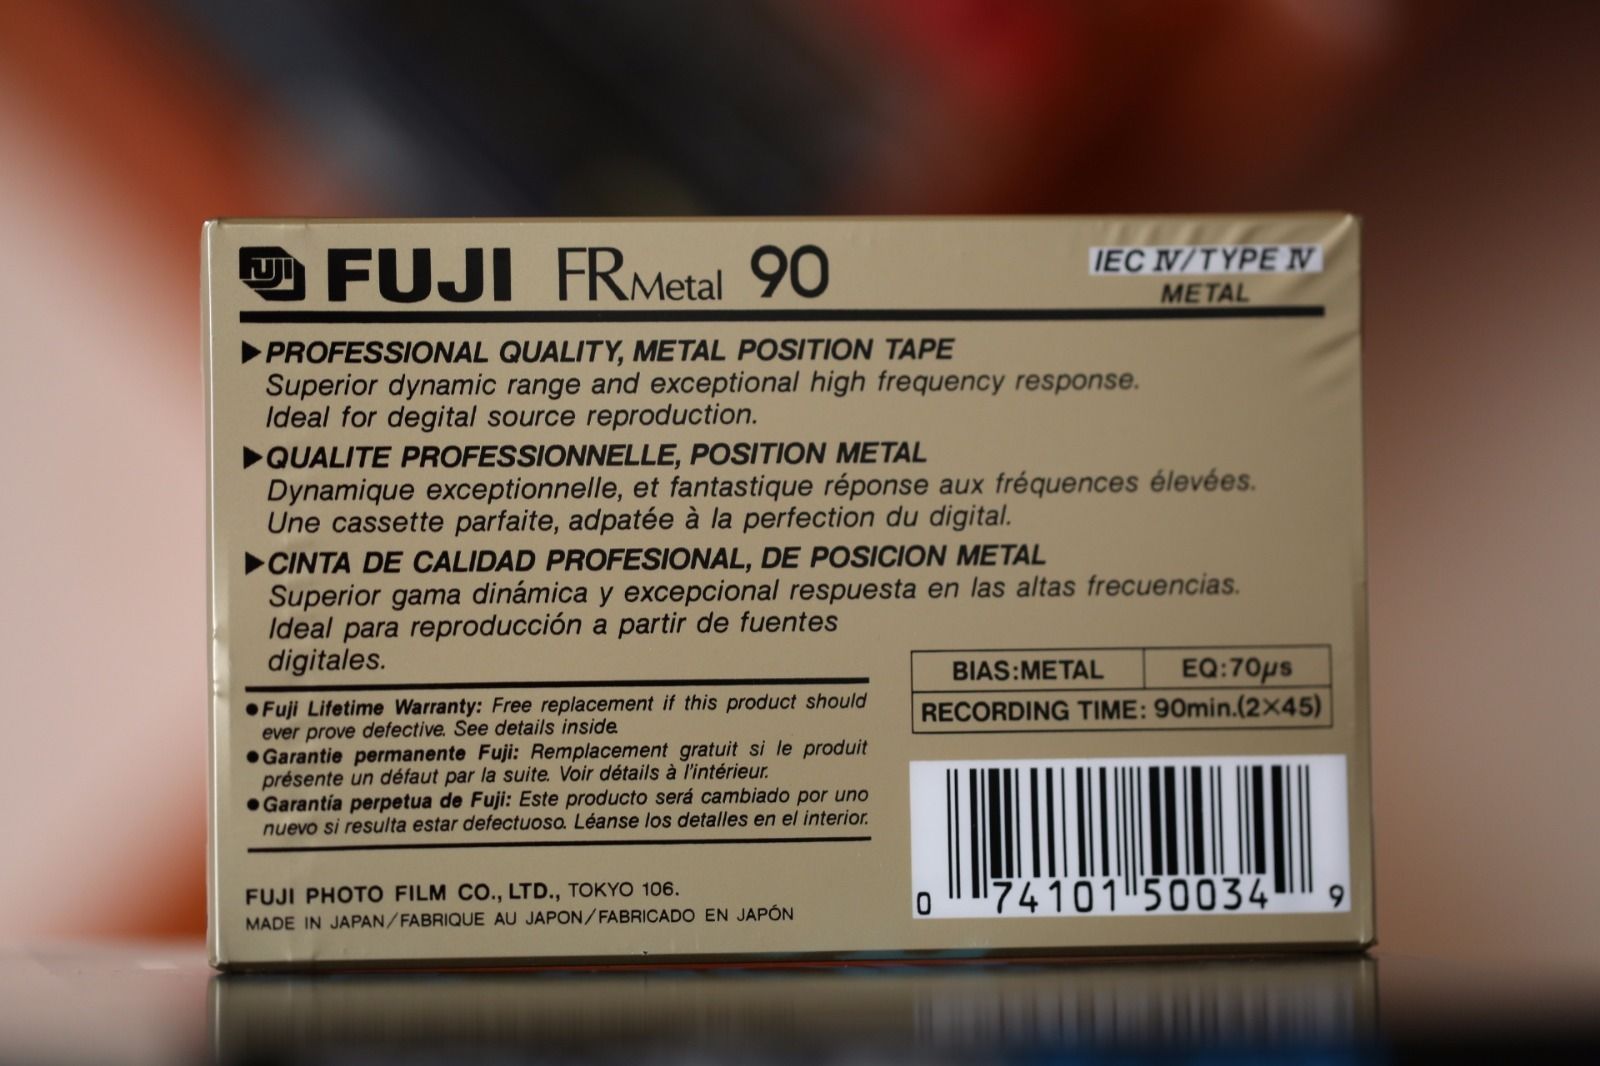 FUJI FUJI FR Metal 90
IEC IV/TYPE IV
METAL
▶PROFESSIONAL QUALITY, METAL POSITION TAPE
Superior dynamic range and exceptional high frequency response.
Ideal for degital source reproduction.
▶QUALITE PROFESSIONNELLE, POSITION METAL
Dynamique exceptionnelle, et fantastique réponse aux fréquences élevées.
Une cassette parfaite, adpatée à la perfection du digital.
▶CINTA DE CALIDAD PROFESIONAL, DE POSICION METAL
Superior gama dinámica y excepcional respuesta en las altas frecuencias.
Ideal para reproducción a partir de fuentes
digitales.
●Fuji Lifetime Warranty: Free replacement if this product should
ever prove defective. See details inside.
●Garantie permanente Fuji: Remplacement gratuit si le produit
présente un défaut par la suite. Voir détails à l'intérieur.
●Garantía perpetua de Fuji: Este producto será cambiado por uno
nuevo si resulta estar defectuoso. Léanse los detalles en el interior.
FUJI PHOTO FILM CO., LTD., TOKYO 106.
MADE IN JAPAN/FABRIQUE AU JAPON/FABRICADO EN JAPÓN
BIAS:METAL EQ:70μs
RECORDING TIME: 90min.(2×45)
0 74101 50034 9